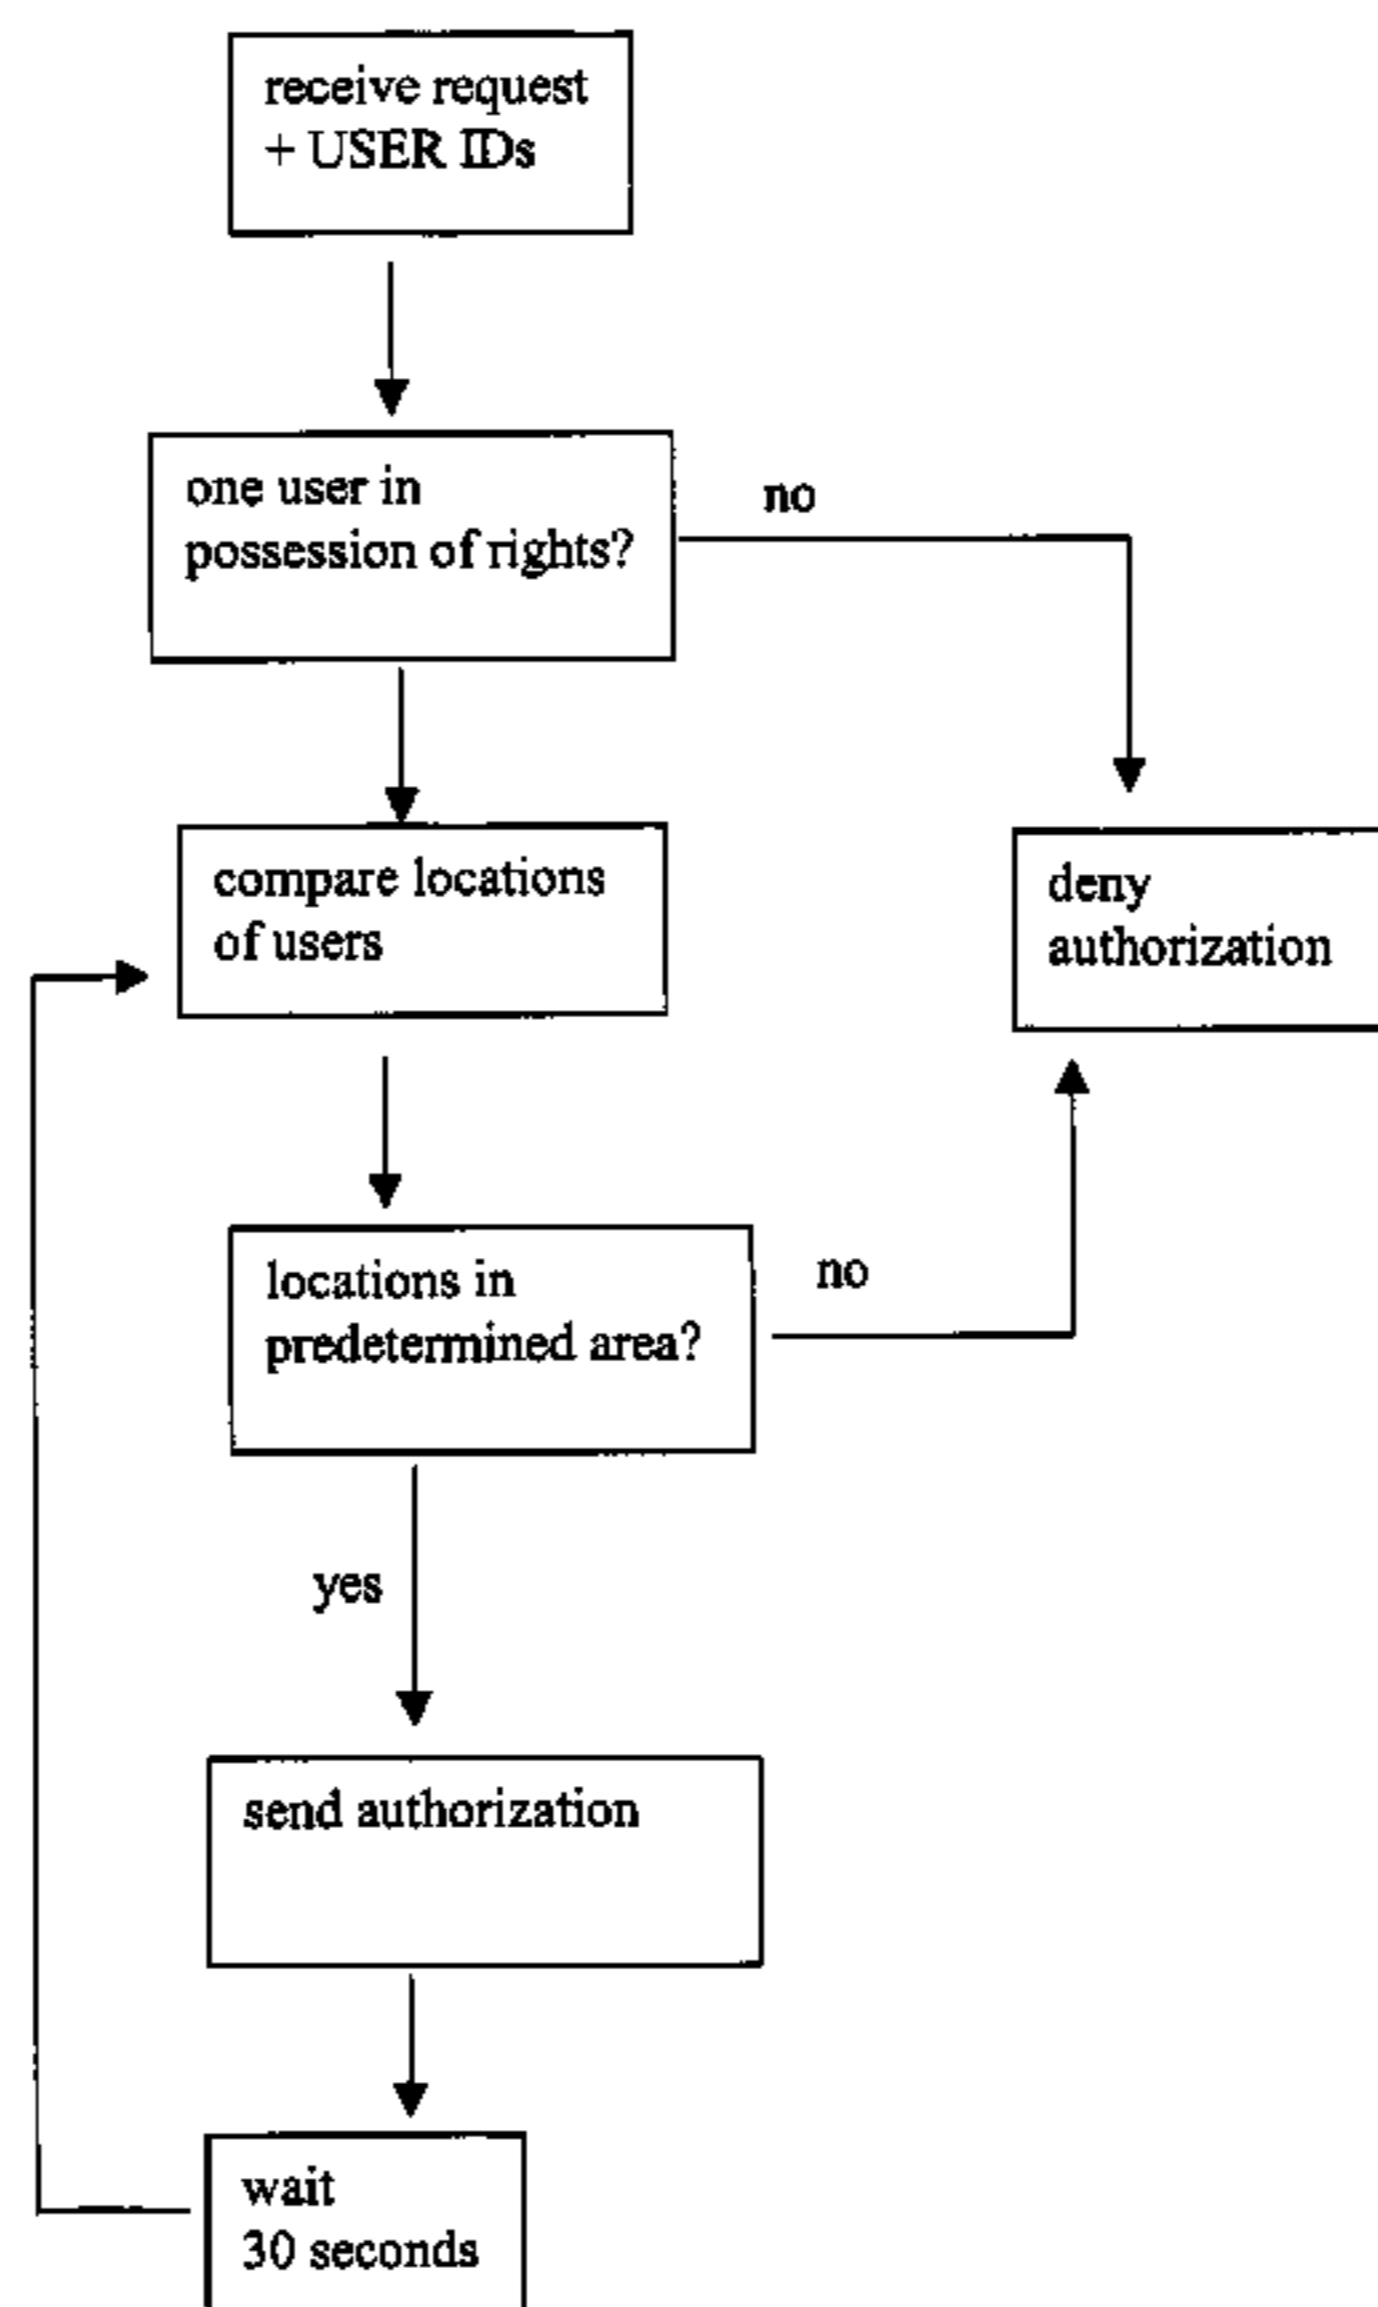 receive request
+ USER IDs
one user in
possession of rights?
no
compare locations
of users
deny
authorization
locations in
predetermined area?
no
yes
send authorization
wait
30 seconds